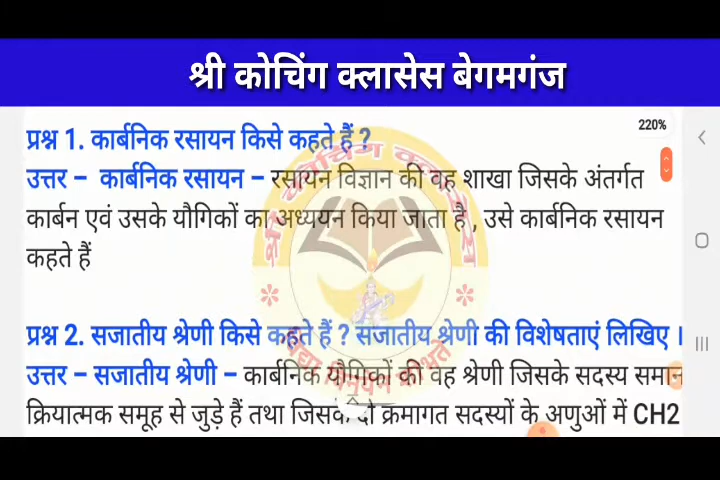 श्री कोचिंग क्लासेस बेगमगंज
220%
प्रश्न 1. कार्बनिक रसायन किसे कहते हैं ?
उत्तर – कार्बनिक रसायन – रसायन विज्ञान की वह शाखा जिसके अंतर्गत
कार्बन एवं उसके यौगिकों का अध्ययन किया जाता है , उसे कार्बनिक रसायन
कहते हैं
प्रश्न 2. सजातीय श्रेणी किसे कहते हैं ? सजातीय श्रेणी की विशेषताएं लिखिए ।
उत्तर – सजातीय श्रेणी – कार्बनिक यौगिकों की वह श्रेणी जिसके सदस्य समान
क्रियात्मक समूह से जुड़े हैं तथा जिसके दो क्रमागत सदस्यों के अणुओं में CH2